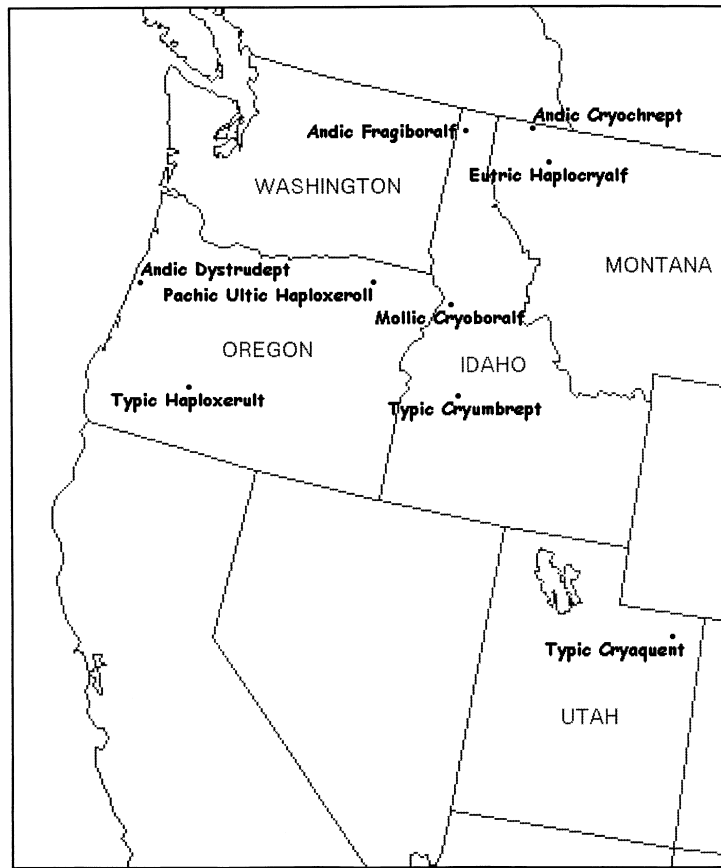 Andic Cryochrept
Andic Fragiboralf
Eutric Haplocryalf
WASHINGTON
MONTANA
Andic Dystrudept
Pachic Ultic Haploxeroll
Mollic Cryoboralf
OREGON
IDAHO
Typic Haploxerult
Typic Cryumbrept
Typic Cryaquent
UTAH